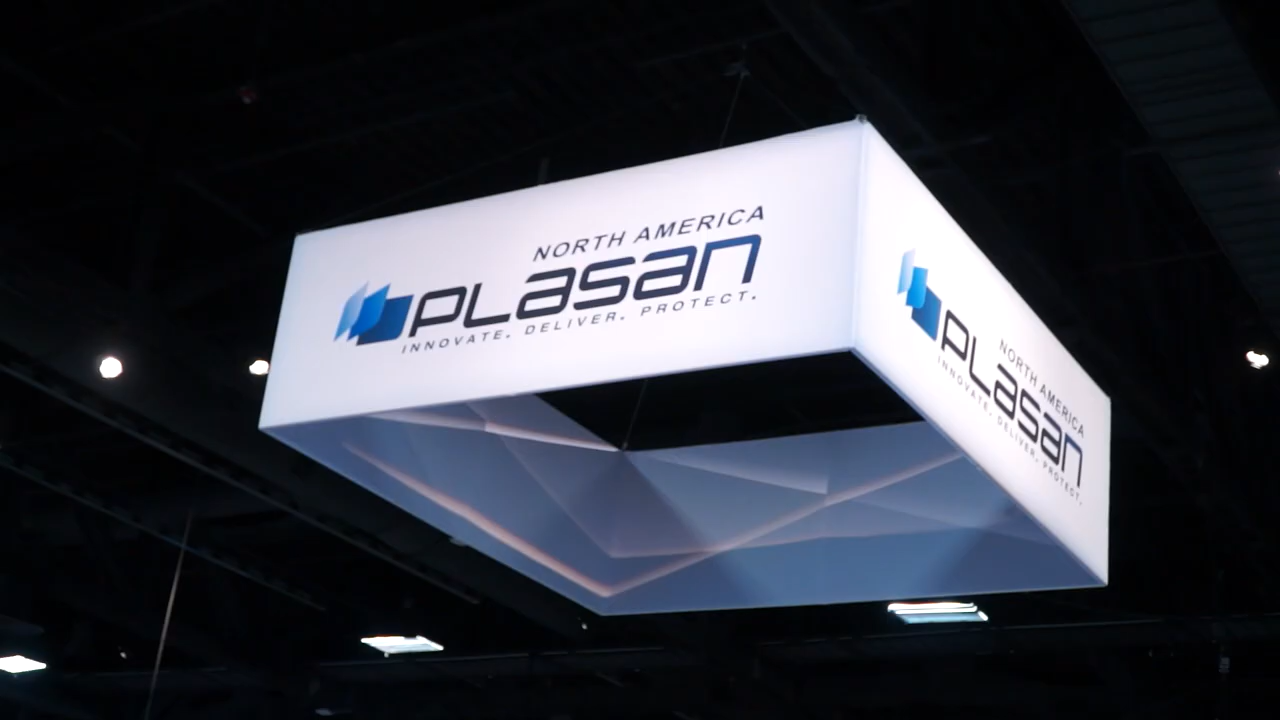 NORTH AMERICA
PLasan
INNOVATE. DELIVER. PROTECT.
NORTH AMERICA
PLasan
INNOVATE. DELIVER. PROTECT.